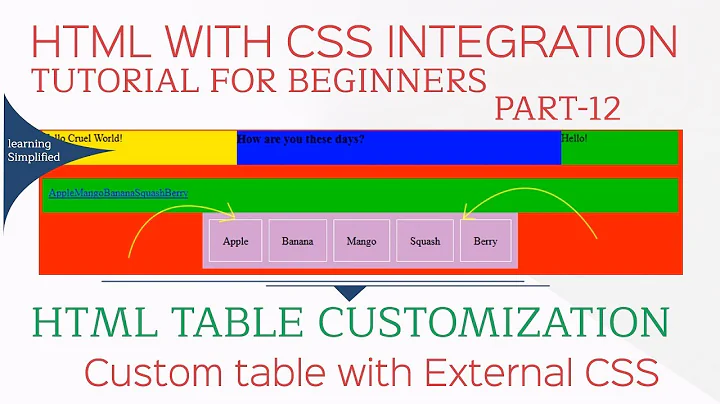 HTML WITH CSS INTEGRATION
TUTORIAL FOR BEGINNERS
PART-12
learning
Simplified
llo Cruel World!
How are you these days?
Hello!
AppleMangoBananaSquashBerry
Apple
Banana
Mango
Squash
Berry
HTML TABLE CUSTOMIZATION
Custom table with External CSS